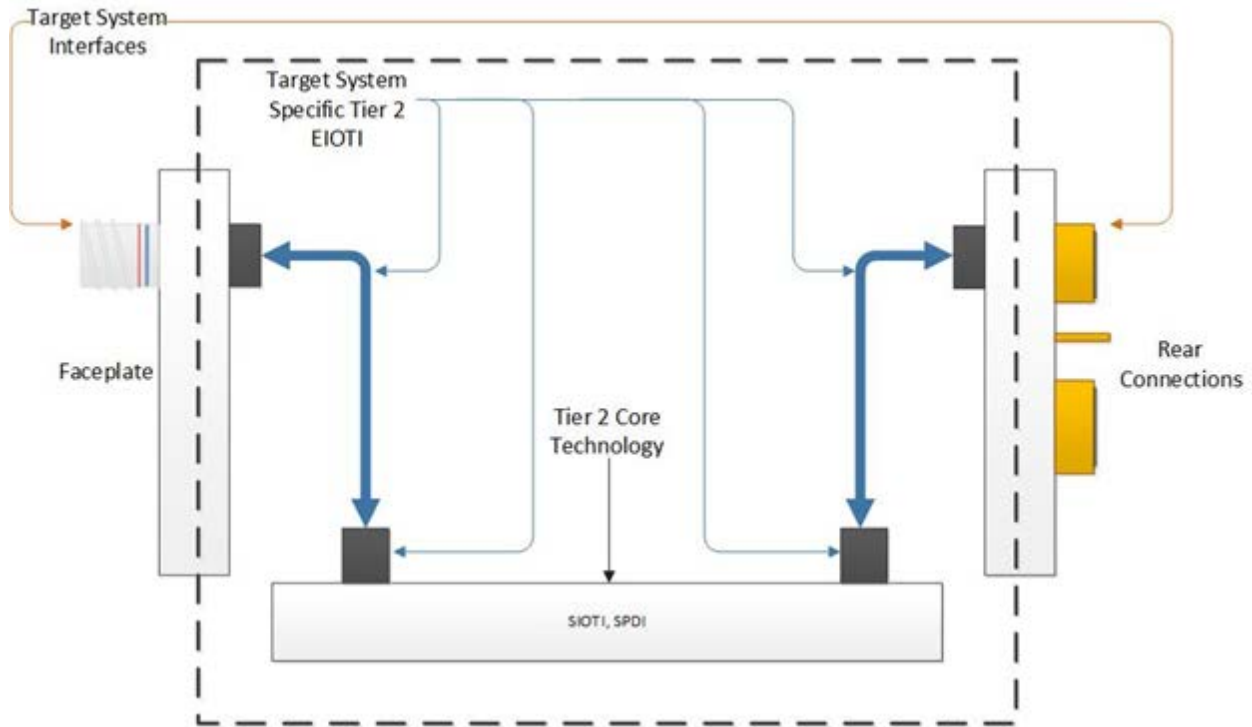 Target System
Interfaces
Target System
Specific Tier 2
EIOTI
Faceplate
Rear
Connections
Tier 2 Core
Technology
SIOTI, SPDI